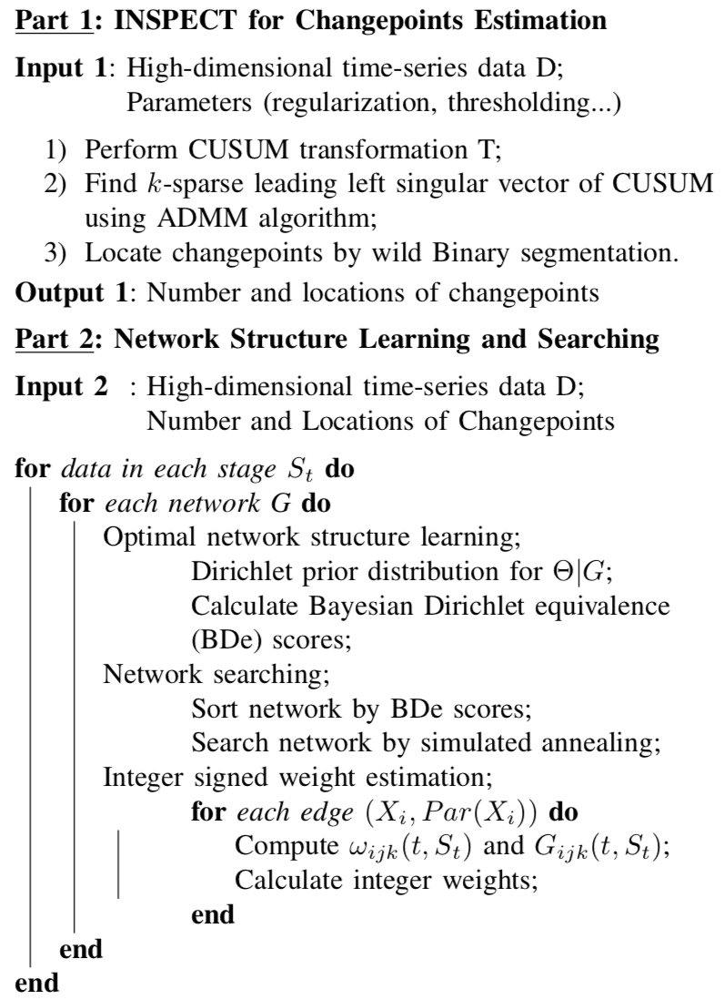 Part 1: INSPECT for Changepoints Estimation
Input 1: High-dimensional time-series data D;
Parameters (regularization, thresholding...)
1) Perform CUSUM transformation T;
2) Find k-sparse leading left singular vector of CUSUM
using ADMM algorithm;
3) Locate changepoints by wild Binary segmentation.
Output 1: Number and locations of changepoints
Part 2: Network Structure Learning and Searching
Input 2 : High-dimensional time-series data D;
Number and Locations of Changepoints
for data in each stage S_t do
for each network G do
Optimal network structure learning;
Dirichlet prior distribution for Θ|G;
Calculate Bayesian Dirichlet equivalence
(BDe) scores;
Network searching;
Sort network by BDe scores;
Search network by simulated annealing;
Integer signed weight estimation;
for each edge (X_i, Par(X_i)) do
Compute ω_{ijk}(t, S_t) and G_{ijk}(t, S_t);
Calculate integer weights;
end
end
end